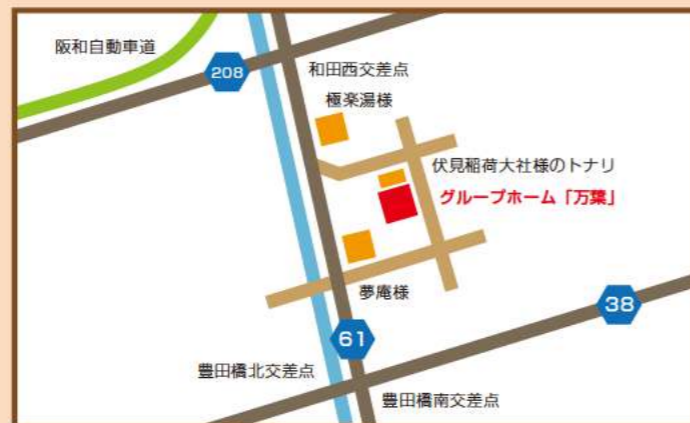 阪和自動車道
208
和田西交差点
極楽湯様
伏見稲荷大社様のトナリ
グループホーム「万葉」
夢庵様
38
61
豊田橋北交差点
豊田橋南交差点